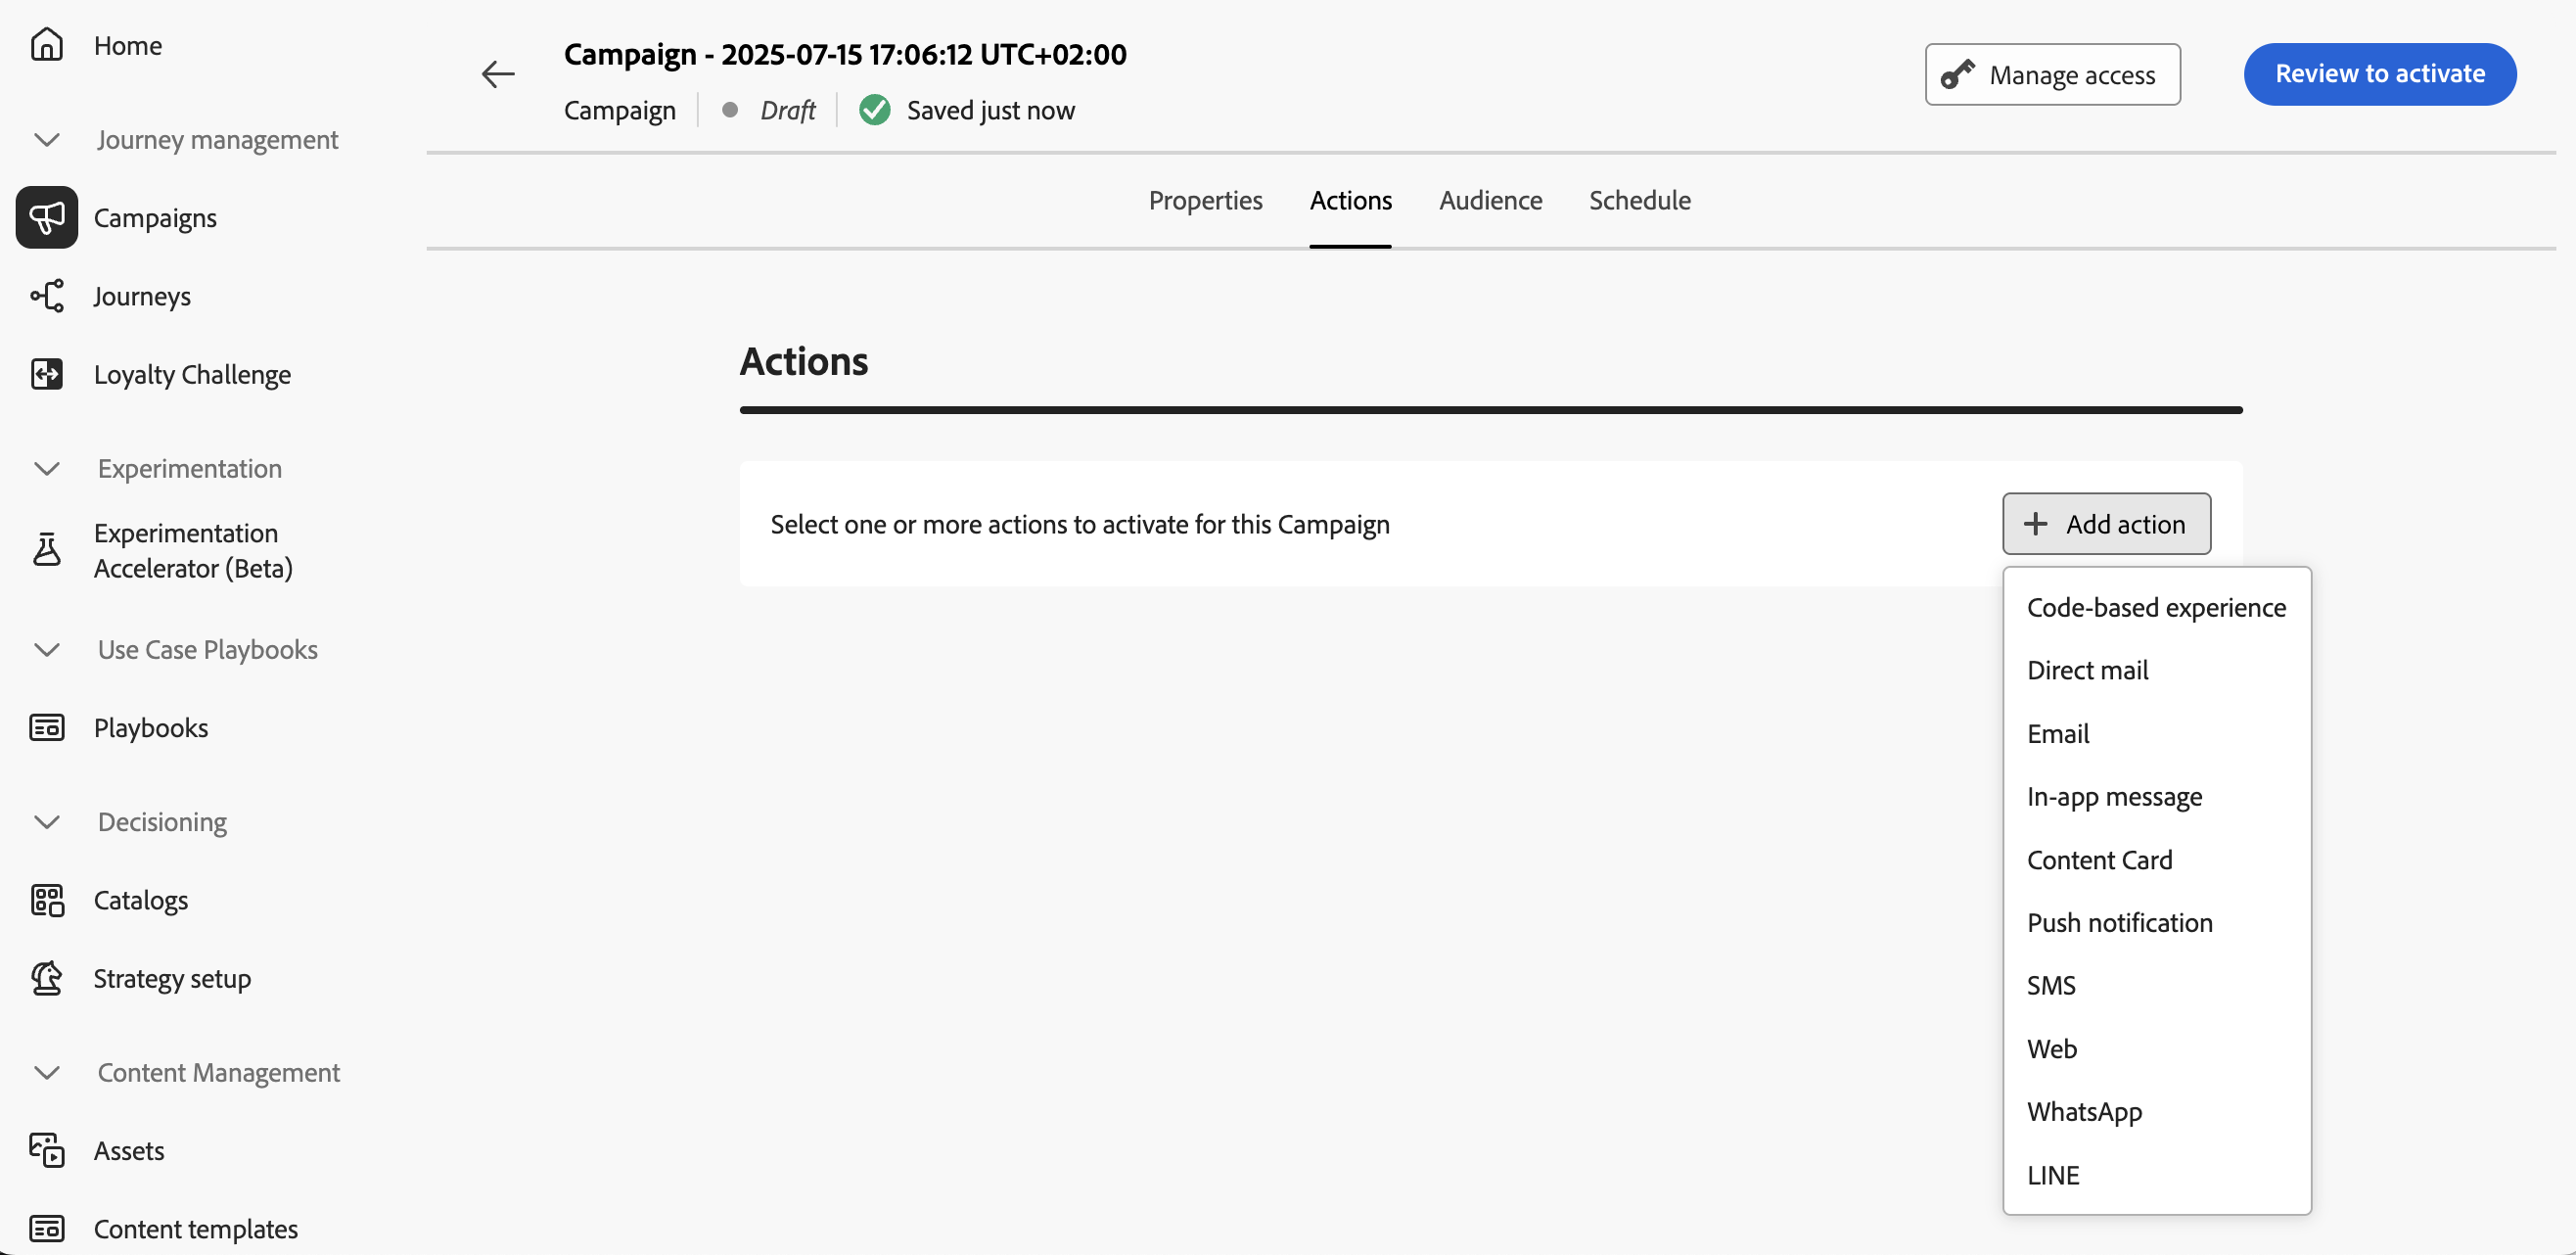 Home
Journey management
Campaigns
Journeys
Loyalty Challenge
Experimentation
Experimentation
Accelerator (Beta)
Use Case Playbooks
Playbooks
Decisioning
Catalogs
Strategy setup
Content Management
Assets
Content templates
Campaign - 2025-07-15 17:06:12 UTC+02:00
Campaign
Draft
Saved just now
Manage access
Review to activate
Properties
Actions
Audience
Schedule
Actions
Select one or more actions to activate for this Campaign
Add action
Code-based experience
Direct mail
Email
In-app message
Content Card
Push notification
SMS
Web
WhatsApp
LINE